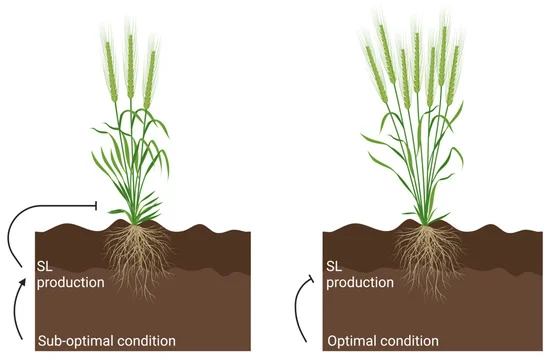 SL
production
Sub-optimal condition
SL
production
Optimal condition